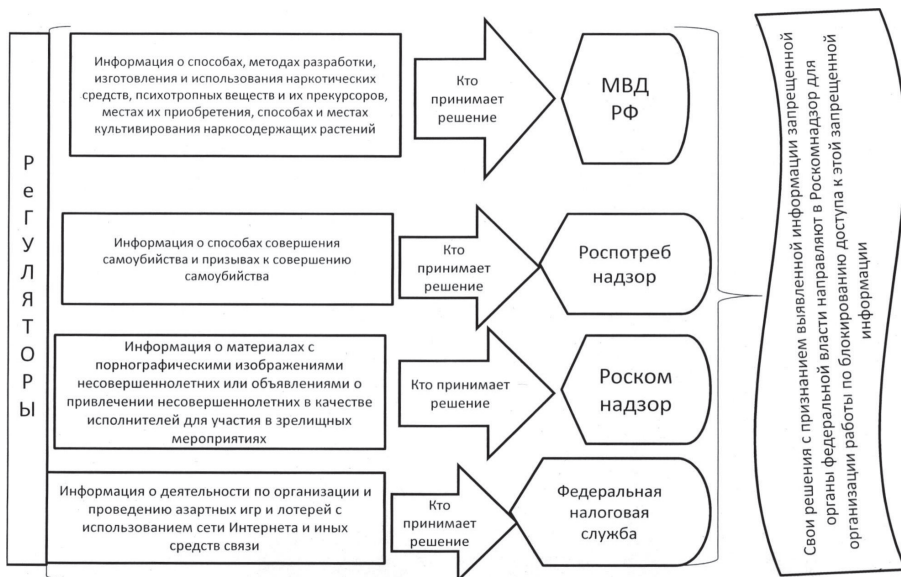 РеГУЛЯТОРЫ
Информация о способах, методах разработки,
изготовления и использования наркотических
средств, психотропных веществ и их прекурсоров,
местах их приобретения, способах и местах
культивирования наркосодержащих растений
Кто
принимает
решение
МВД
РФ
Информация о способах совершения
самоубийства и призывах к совершению
самоубийства
Кто
принимает
решение
Роспотреб
надзор
Информация о материалах с
порнографическими изображениями
несовершеннолетних или объявлениями о
привлечении несовершеннолетних в качестве
исполнителей для участия в зрелищных
мероприятиях
Кто принимает
решение
Роском
надзор
Информация о деятельности по организации и
проведению азартных игр и лотерей с
использованием сети Интернета и иных
средств связи
Кто
принимает
решение
Федеральная
налоговая
служба
Свои решения с признанием выявленной информации запрещенной
органы федеральной власти направляют в Роскомнадзор для
организации работы по блокированию доступа к этой запрещенной
информации